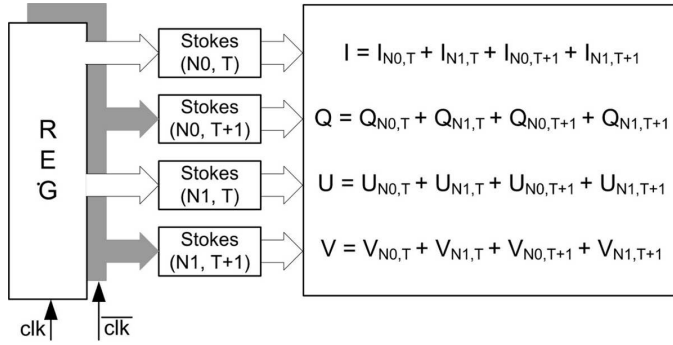 R
E
G
Stokes
(N0, T)
Stokes
(N0, T+1)
Stokes
(N1, T)
Stokes
(N1, T+1)
I = I_N0,T + I_N1,T + I_N0,T+1 + I_N1,T+1
Q = Q_N0,T + Q_N1,T + Q_N0,T+1 + Q_N1,T+1
U = U_N0,T + U_N1,T + U_N0,T+1 + U_N1,T+1
V = V_N0,T + V_N1,T + V_N0,T+1 + V_N1,T+1
clk
c̅l̅k̅